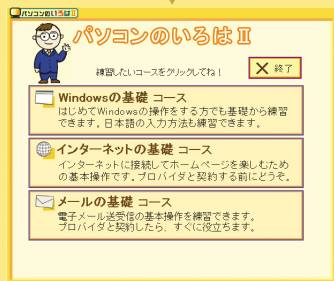 パソコンのいろはⅡ
パソコンのいろはⅡ
練習したいコースをクリックしてね！
終了
Windowsの基礎 コース
はじめてWindowsの操作をする方でも基礎から練習
できます。日本語の入力方法も練習できます。
インターネットの基礎 コース
インターネットに接続してホームページを楽しむため
の基本操作です。プロバイダと契約する前にどうぞ。
メールの基礎 コース
電子メール送受信の基本操作を練習できます。
プロバイダと契約したら、すぐに役立ちます。